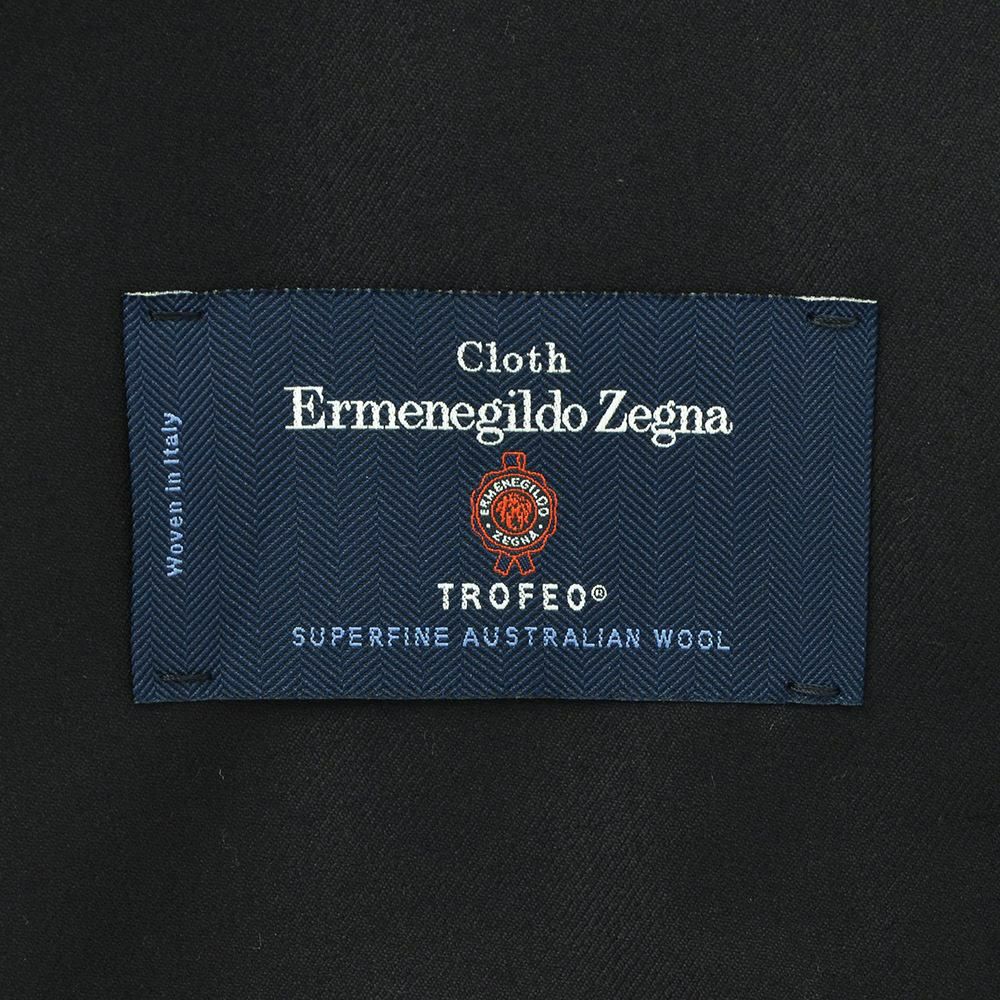 Cloth
Ermenegildo Zegna
ERMENEGILDO
ZEGNA
TROFEO®
SUPERFINE AUSTRALIAN WOOL
Woven in Italy